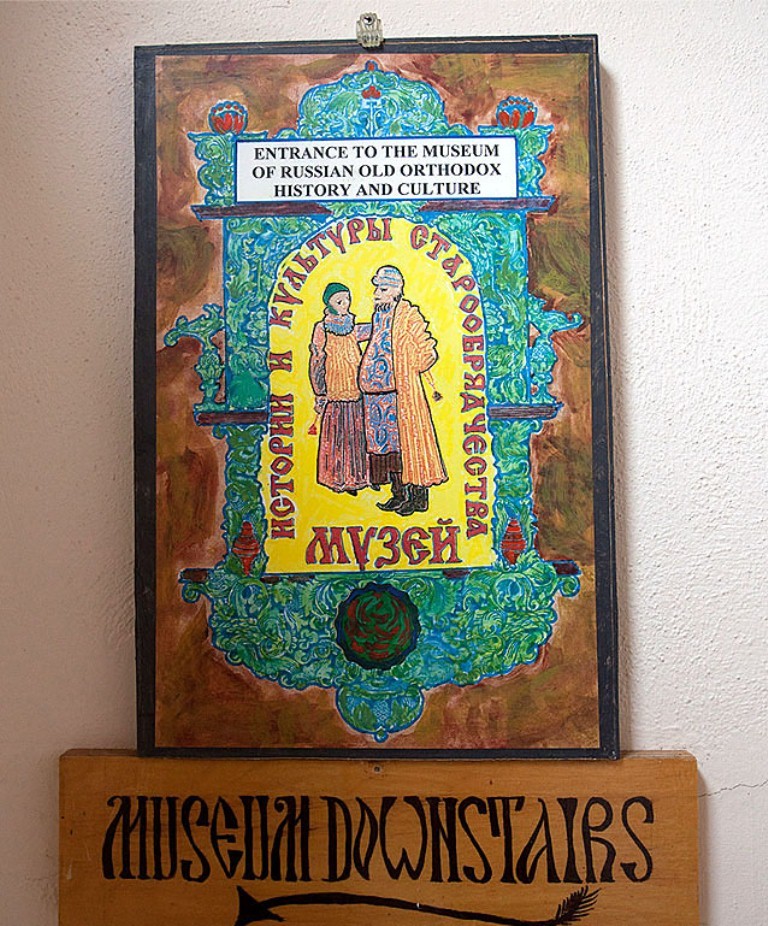 ENTRANCE TO THE MUSEUM
OF RUSSIAN OLD ORTHODOX
HISTORY AND CULTURE
ИСТОРИИ И КУЛЬТУРЫ СТАРООБРЯДЧЕСТВА
МУЗЕЙ
MUSEUM DOWNSTAIRS